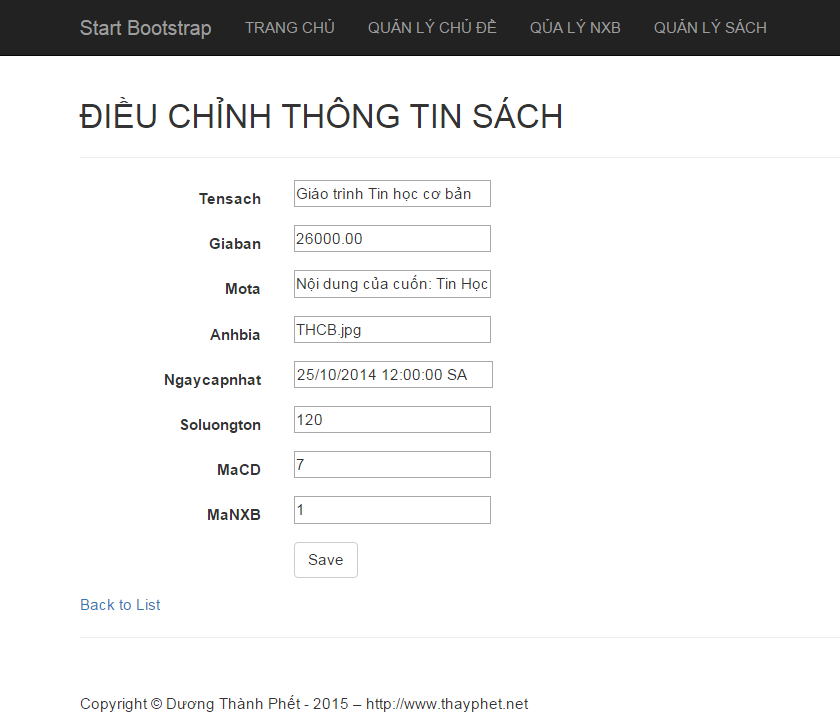 Start Bootstrap TRANG CHỦ QUẢN LÝ CHỦ ĐỀ QỦA LÝ NXB QUẢN LÝ SÁCH
ĐIỀU CHỈNH THÔNG TIN SÁCH
Tensach Giáo trình Tin học cơ bản
Giaban 26000.00
Mota Nội dung của cuốn: Tin Học
Anhbia THCB.jpg
Ngaycapnhat 25/10/2014 12:00:00 SA
Soluongton 120
MaCD 7
MaNXB 1
Save
Back to List
Copyright © Dương Thành Phết - 2015 – http://www.thayphet.net